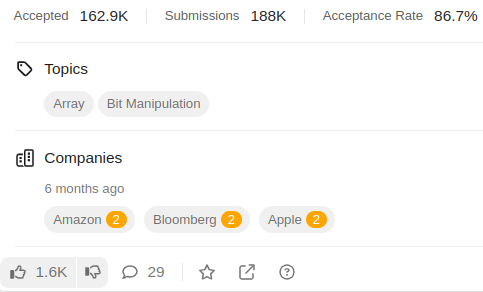 Accepted 162.9K Submissions 188K Acceptance Rate 86.7%
Topics
Array Bit Manipulation
Companies
6 months ago
Amazon 2 Bloomberg 2 Apple 2
1.6K 29